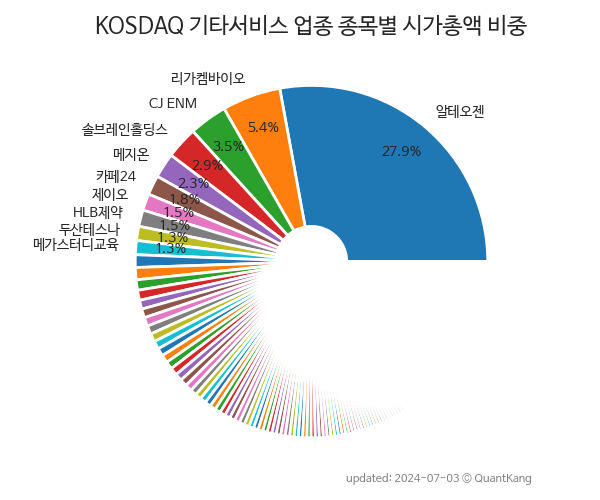 KOSDAQ 기타서비스 업종 종목별 시가총액 비중
리가켐바이오
CJ ENM
알테오젠
솔브레인홀딩스
메지온
카페24
제이오
HLB제약
두산테스나
메가스터디교육
27.9%
5.4%
3.5%
2.9%
2.3%
1.8%
1.5%
1.5%
1.3%
1.3%
updated: 2024-07-03 © QuantKang